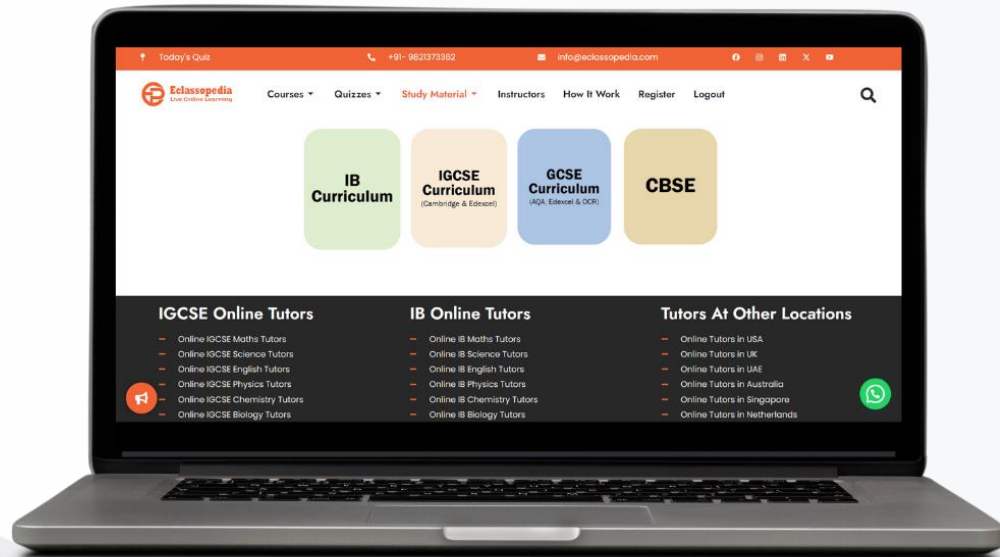 Today's Quiz
+91- 9821373362
info@eclassopedia.com
Eclassopedia
Live Online Learning
Courses
Quizzes
Study Material
Instructors
How It Work
Register
Logout
IB
Curriculum
IGCSE
Curriculum
(Cambridge & Edexcel)
GCSE
Curriculum
(AQA, Edexcel & OCR)
CBSE
IGCSE Online Tutors
Online IGCSE Maths Tutors
Online IGCSE Science Tutors
Online IGCSE English Tutors
Online IGCSE Physics Tutors
Online IGCSE Chemistry Tutors
Online IGCSE Biology Tutors
IB Online Tutors
Online IB Maths Tutors
Online IB Science Tutors
Online IB English Tutors
Online IB Physics Tutors
Online IB Chemistry Tutors
Online IB Biology Tutors
Tutors At Other Locations
Online Tutors in USA
Online Tutors in UK
Online Tutors in UAE
Online Tutors in Australia
Online Tutors in Singapore
Online Tutors in Netherlands